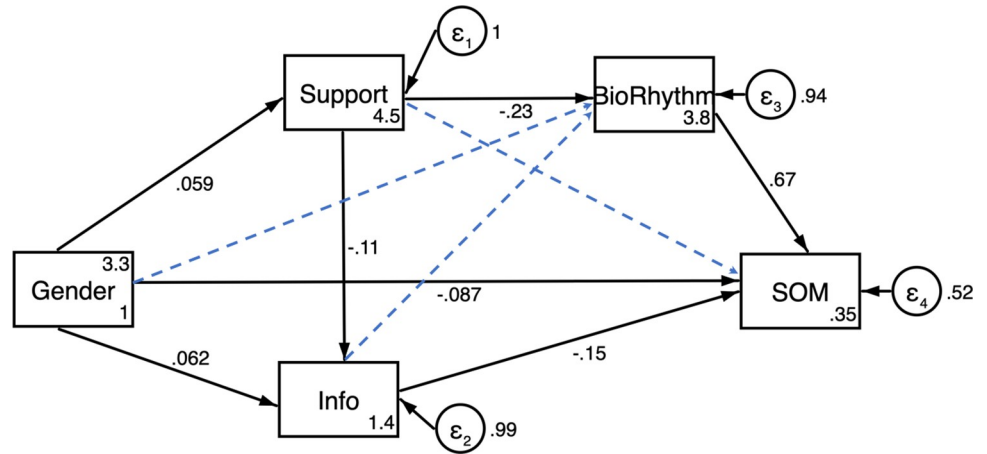 ε1 1
Support
4.5
-.23
BioRhythm
3.8
ε3 .94
.059
.67
-.11
3.3
Gender
1
-.087
SOM
.35
ε4 .52
.062
-.15
Info
1.4
ε2 .99